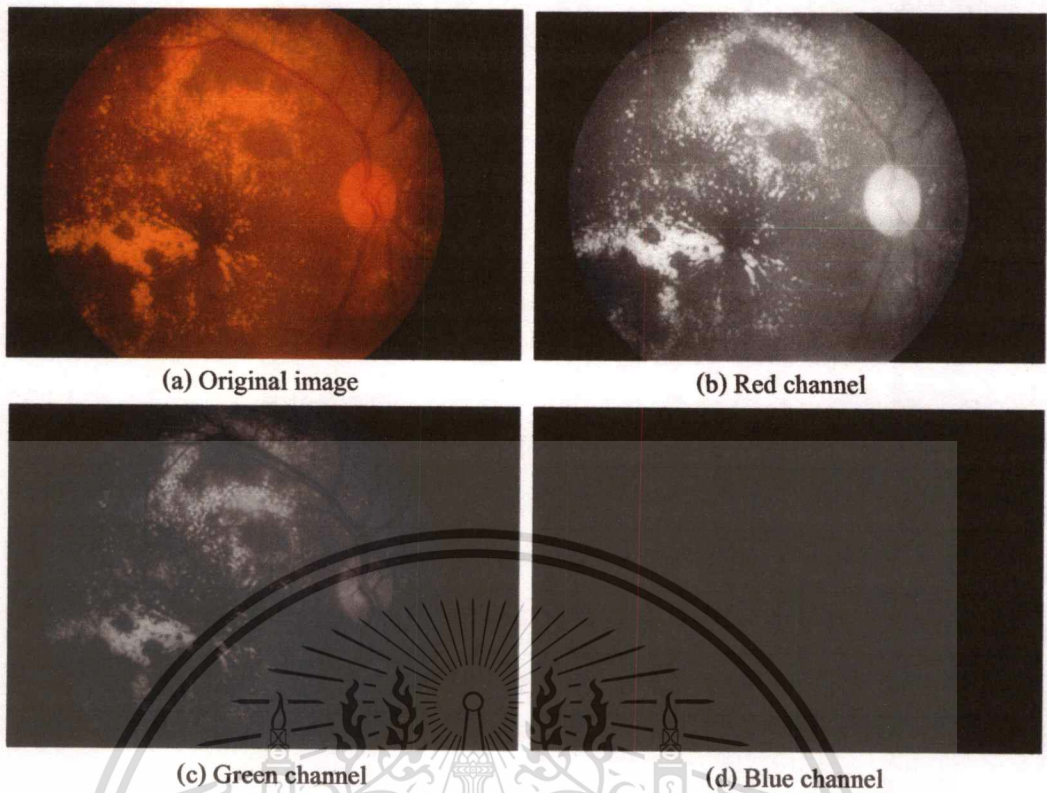 (a) Original image
(b) Red channel
(c) Green channel
(d) Blue channel